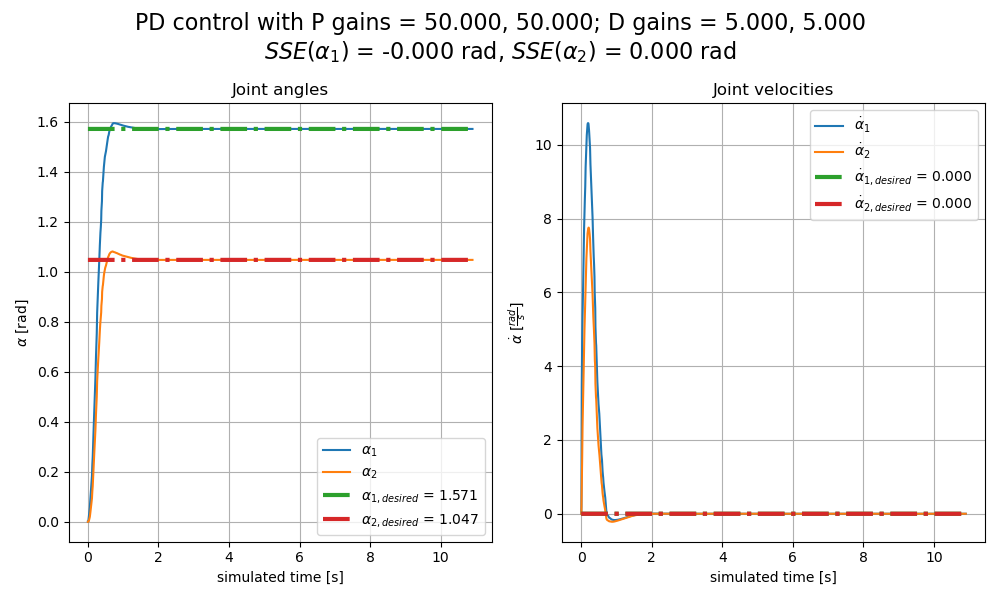 PD control with P gains = 50.000, 50.000; D gains = 5.000, 5.000
SSE(α₁) = -0.000 rad, SSE(α₂) = 0.000 rad
Joint angles
1.6
1.4
1.2
1.0
0.8
0.6
0.4
0.2
0.0
α [rad]
α₁
α₂
α₁,desired = 1.571
α₂,desired = 1.047
0 2 4 6 8 10
simulated time [s]
Joint velocities
10
8
6
4
2
0
α̇ [rad/s]
α̇₁
α̇₂
α̇₁,desired = 0.000
α̇₂,desired = 0.000
0 2 4 6 8 10
simulated time [s]